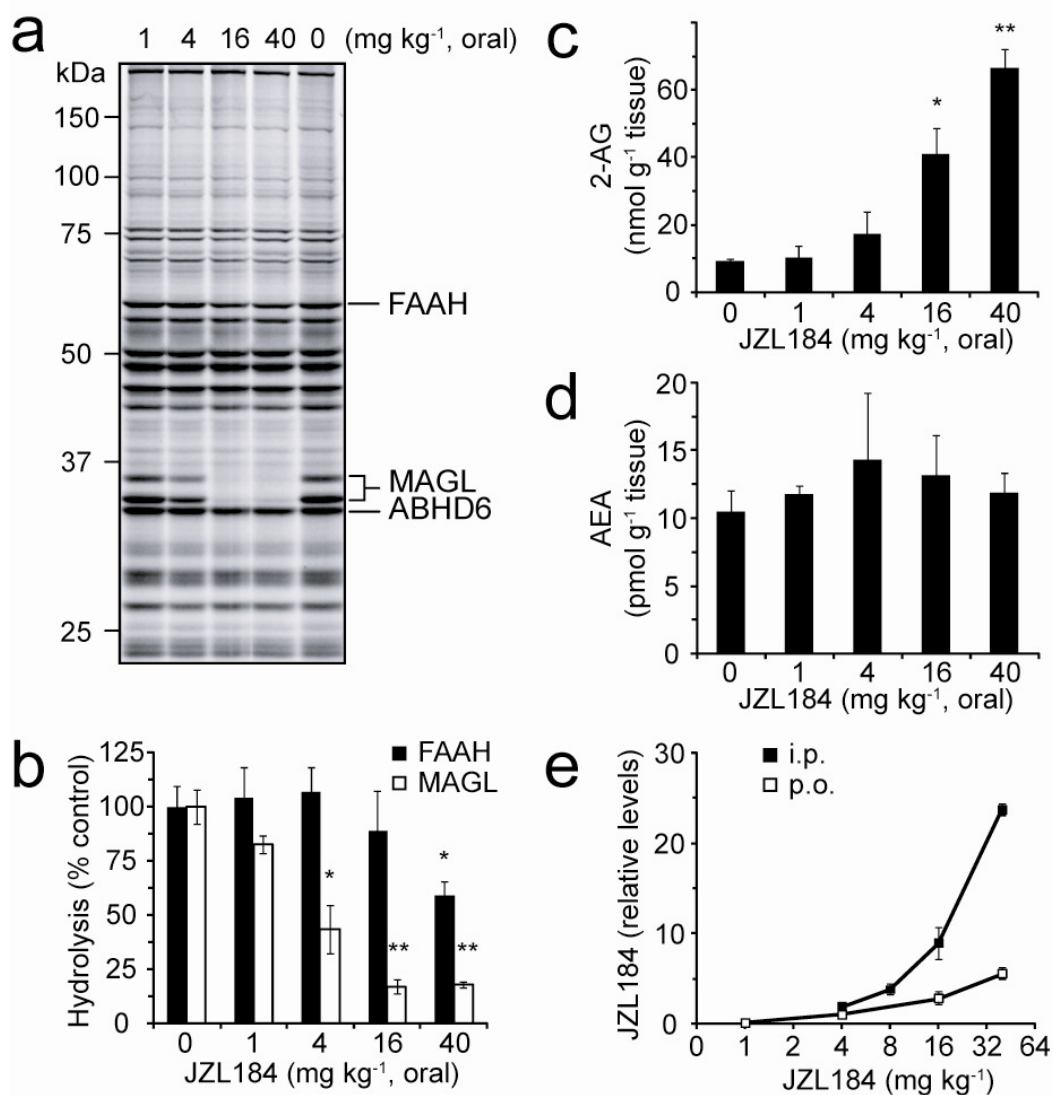 a
1 4 16 40 0 (mg kg⁻¹, oral)
kDa
150
100
75
50
37
25
FAAH
MAGL
ABHD6
b
125
100
75
50
25
0
Hydrolysis (% control)
FAAH
MAGL
*
**
*
**
0 1 4 16 40
JZL184 (mg kg⁻¹, oral)
c
60
40
20
0
2-AG
(nmol g⁻¹ tissue)
*
**
0 1 4 16 40
JZL184 (mg kg⁻¹, oral)
d
20
15
10
5
0
AEA
(pmol g⁻¹ tissue)
0 1 4 16 40
JZL184 (mg kg⁻¹, oral)
e
30
20
10
0
JZL184 (relative levels)
i.p.
p.o.
0 1 2 4 8 16 32 64
JZL184 (mg kg⁻¹)